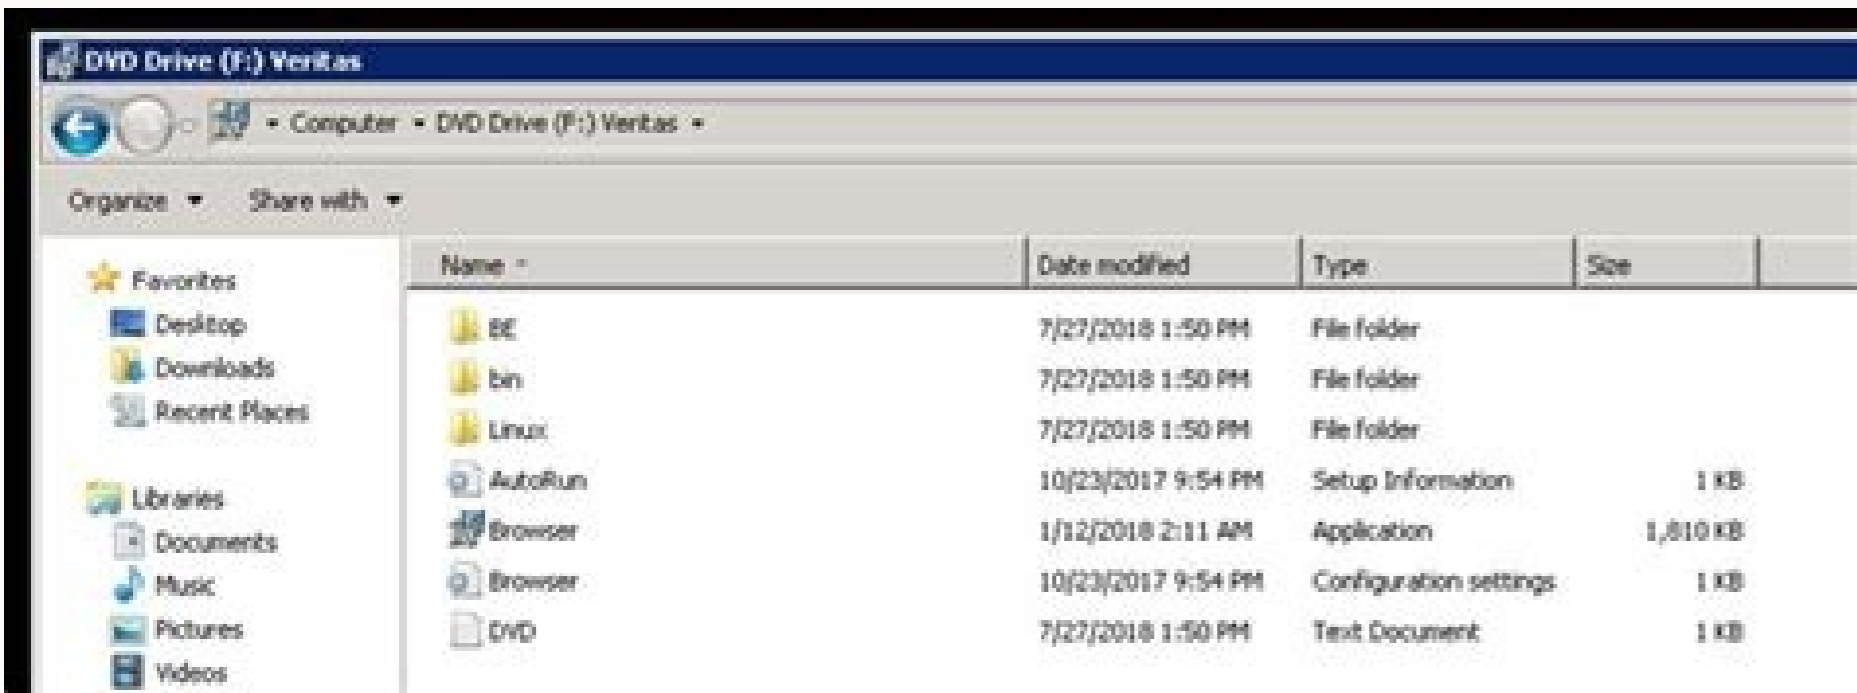 DVD Drive (F:) Veritas
Computer DVD Drive (F:) Veritas
Organize Share with
Name Date modified Type Size
Favorites
Desktop
Downloads
Recent Places
Libraries
Documents
Music
Pictures
Videos
BE 7/27/2018 1:50 PM File folder
bin 7/27/2018 1:50 PM File folder
Linux 7/27/2018 1:50 PM File folder
AutoRun 10/23/2017 9:54 PM Setup Information 1 KB
Browser 1/12/2018 2:11 AM Application 1,810 KB
Browser 10/23/2017 9:54 PM Configuration settings 1 KB
DVD 7/27/2018 1:50 PM Text Document 1 KB